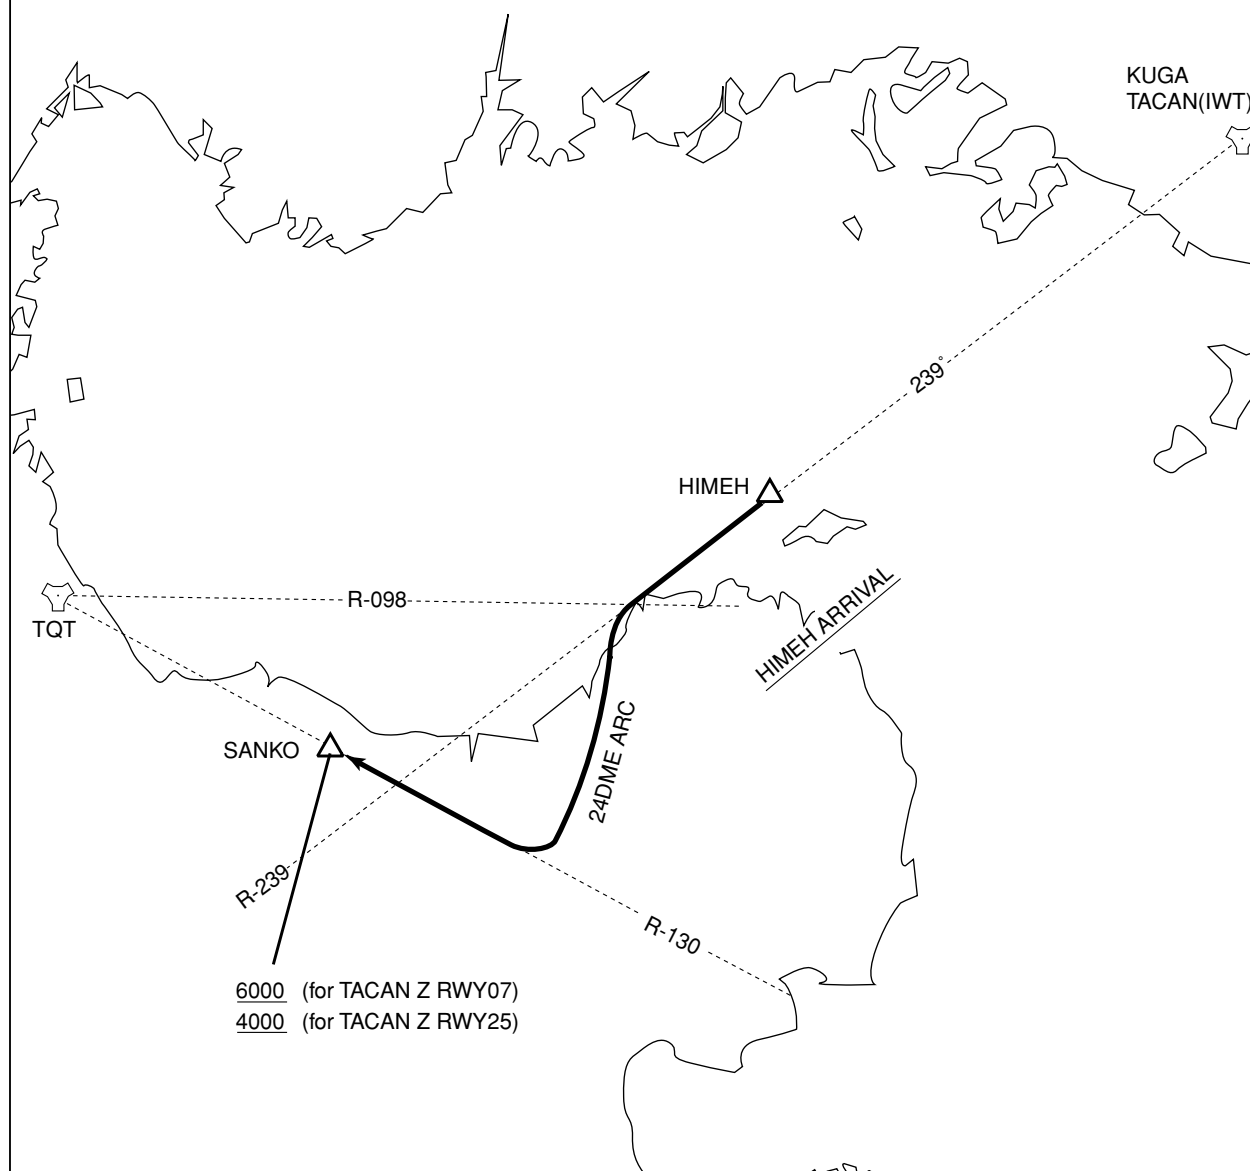 KUGA
TACAN(IWT)
239°
HIMEH
R-098
TQT
HIMEH ARRIVAL
SANKO
24DME ARC
R-239
R-130
6000 (for TACAN Z RWY07)
4000 (for TACAN Z RWY25)